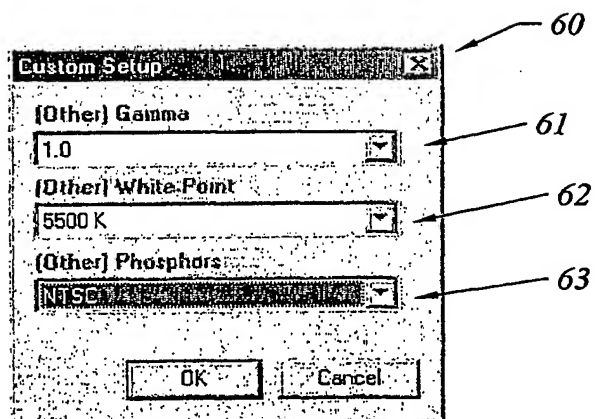 60
Custom Setup
(Other) Gamma
1.0
61
(Other) White Point
62
5500 K
(Other) Phosphors
NTSC
63
OK
Cancel